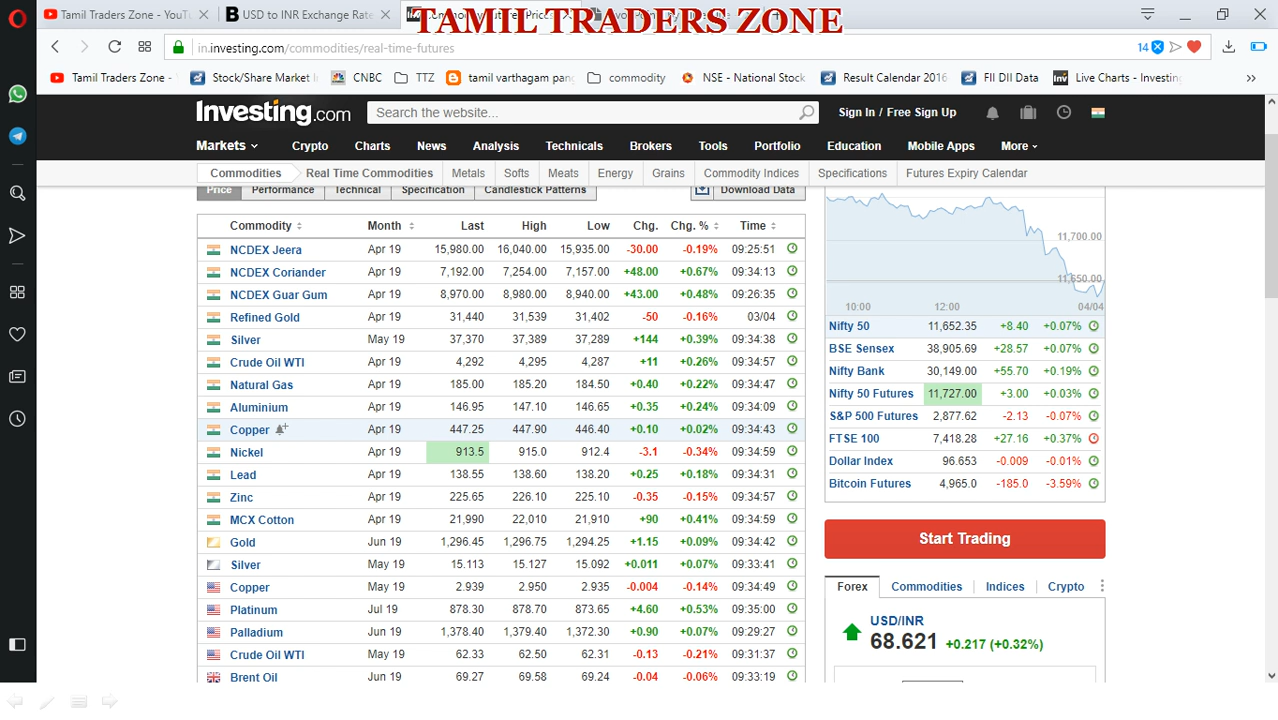 TAMIL TRADERS ZONE
Tamil Traders Zone - YouTu
USD to INR Exchange Rate
in.investing.com/commodities/real-time-futures
14
Tamil Traders Zone -
Stock/Share Market I
CNBC
TTZ
tamil varthagam pan
commodity
NSE - National Stock
Result Calendar 2016
FII DII Data
Live Charts - Investin
Investing.com
Search the website...
Sign In / Free Sign Up
Markets Crypto Charts News Analysis Technicals Brokers Tools Portfolio Education Mobile Apps More
Commodities Real Time Commodities Metals Softs Meats Energy Grains Commodity Indices Specifications Futures Expiry Calendar
Price Performance Technical Specification Candlestick Patterns Download Data
Commodity Month Last High Low Chg. Chg. % Time
NCDEX Jeera Apr 19 15,980.00 16,040.00 15,935.00 -30.00 -0.19% 09:25:51
NCDEX Coriander Apr 19 7,192.00 7,254.00 7,157.00 +48.00 +0.67% 09:34:13
NCDEX Guar Gum Apr 19 8,970.00 8,980.00 8,940.00 +43.00 +0.48% 09:26:35
Refined Gold Apr 19 31,440 31,539 31,402 -50 -0.16% 03/04
Silver May 19 37,370 37,389 37,289 +144 +0.39% 09:34:38
Crude Oil WTI Apr 19 4,292 4,295 4,287 +11 +0.26% 09:34:57
Natural Gas Apr 19 185.00 185.20 184.50 +0.40 +0.22% 09:34:47
Aluminium Apr 19 146.95 147.10 146.65 +0.35 +0.24% 09:34:09
Copper Apr 19 447.25 447.90 446.40 +0.10 +0.02% 09:34:43
Nickel Apr 19 913.5 915.0 912.4 -3.1 -0.34% 09:34:59
Lead Apr 19 138.55 138.60 138.20 +0.25 +0.18% 09:34:31
Zinc Apr 19 225.65 226.10 225.10 -0.35 -0.15% 09:34:57
MCX Cotton Apr 19 21,990 22,010 21,910 +90 +0.41% 09:34:59
Gold Jun 19 1,296.45 1,296.75 1,294.25 +1.15 +0.09% 09:34:42
Silver May 19 15.113 15.127 15.092 +0.011 +0.07% 09:33:41
Copper May 19 2.939 2.950 2.935 -0.004 -0.14% 09:34:49
Platinum Jul 19 878.30 878.70 873.65 +4.60 +0.53% 09:35:00
Palladium Jun 19 1,378.40 1,379.40 1,372.30 +0.90 +0.07% 09:29:27
Crude Oil WTI May 19 62.33 62.50 62.31 -0.13 -0.21% 09:31:37
Brent Oil Jun 19 69.27 69.58 69.24 -0.04 -0.06% 09:33:19
11,700.00
11,650.00
10:00 12:00 04/04
Nifty 50 11,652.35 +8.40 +0.07%
BSE Sensex 38,905.69 +28.57 +0.07%
Nifty Bank 30,149.00 +55.70 +0.19%
Nifty 50 Futures 11,727.00 +3.00 +0.03%
S&P 500 Futures 2,877.62 -2.13 -0.07%
FTSE 100 7,418.28 +27.16 +0.37%
Dollar Index 96.653 -0.009 -0.01%
Bitcoin Futures 4,965.0 -185.0 -3.59%
Start Trading
Forex Commodities Indices Crypto
USD/INR
68.621 +0.217 (+0.32%)